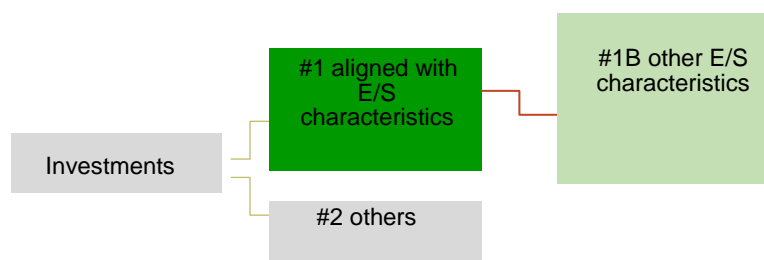 Investments
#1 aligned with
E/S
characteristics
#2 others
#1B other E/S
characteristics